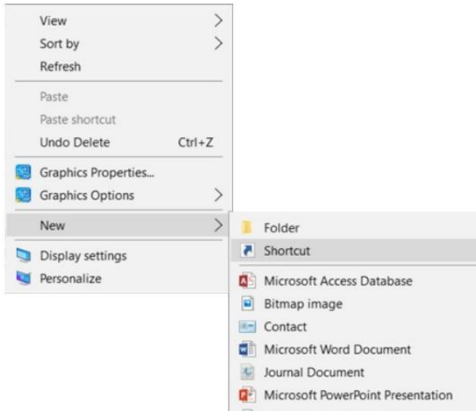 View
Sort by
Refresh
Paste
Paste shortcut
Undo Delete Ctrl+Z
Graphics Properties...
Graphics Options
New
Display settings
Personalize
Folder
Shortcut
Microsoft Access Database
Bitmap image
Contact
Microsoft Word Document
Journal Document
Microsoft PowerPoint Presentation